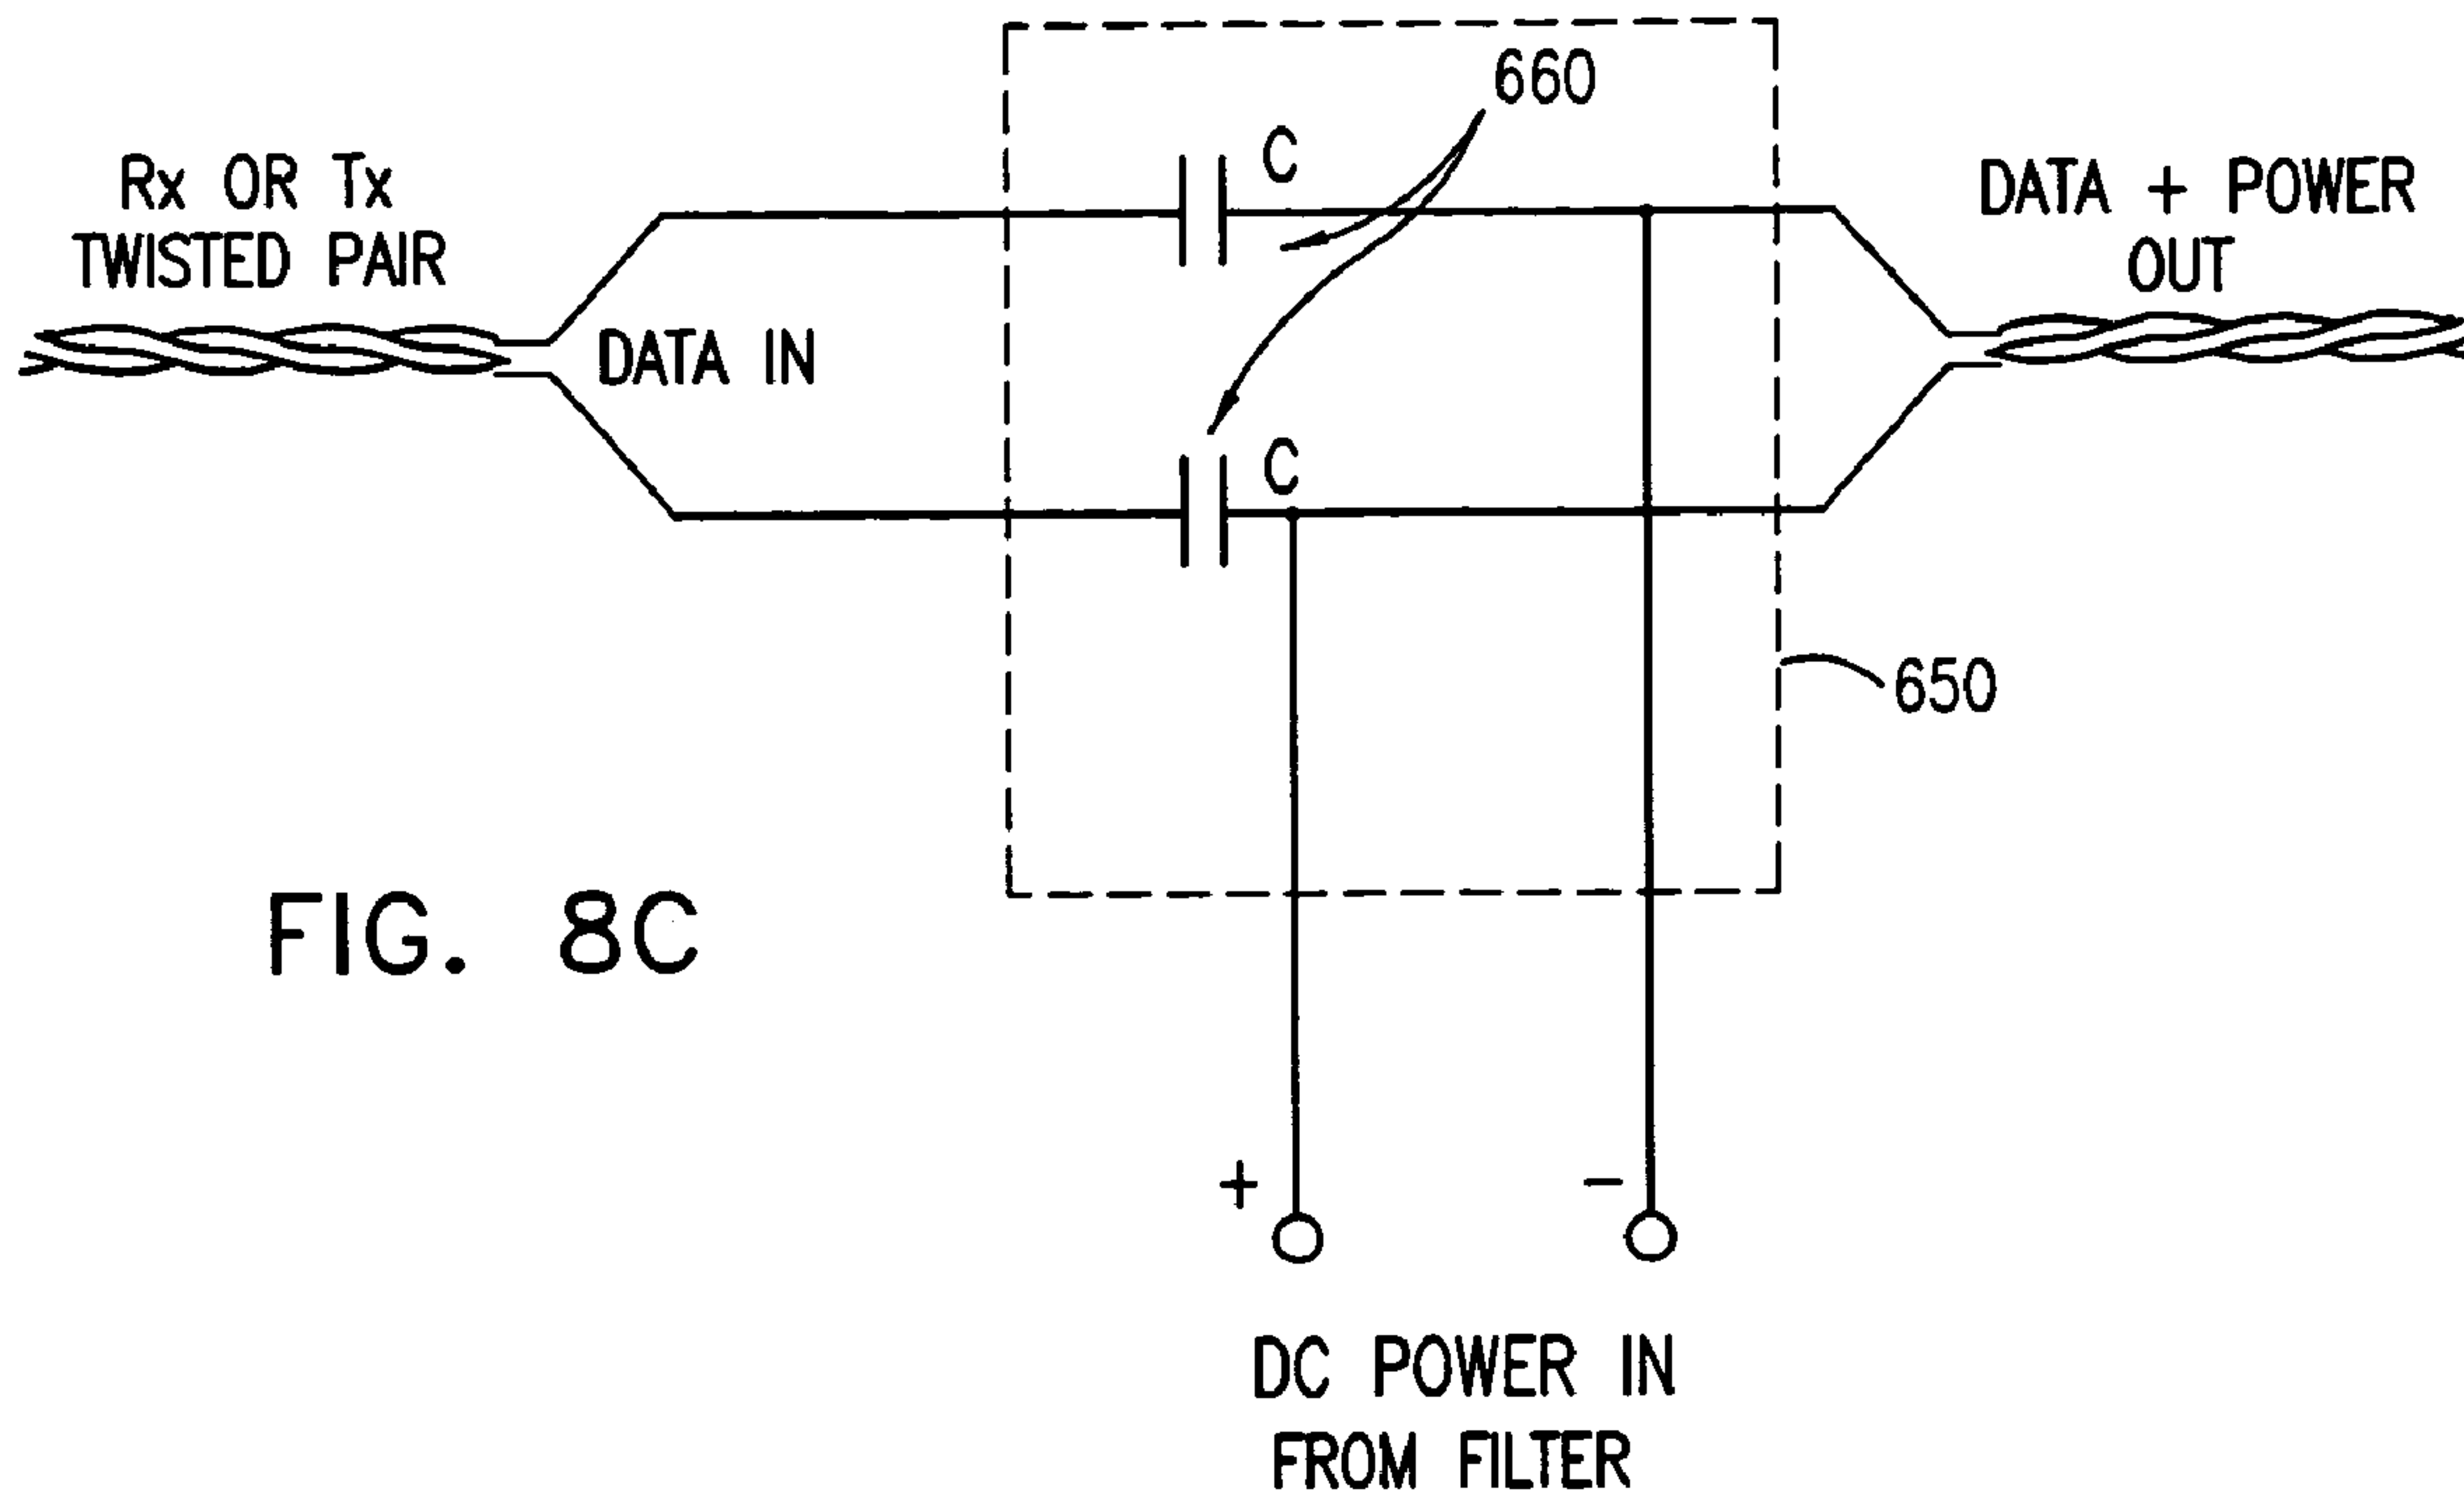 660
C
Rx OR Tx
TWISTED PAIR
DATA + POWER
OUT
DATA IN
C
650
FIG. 8C
+
−
DC POWER IN
FROM FILTER